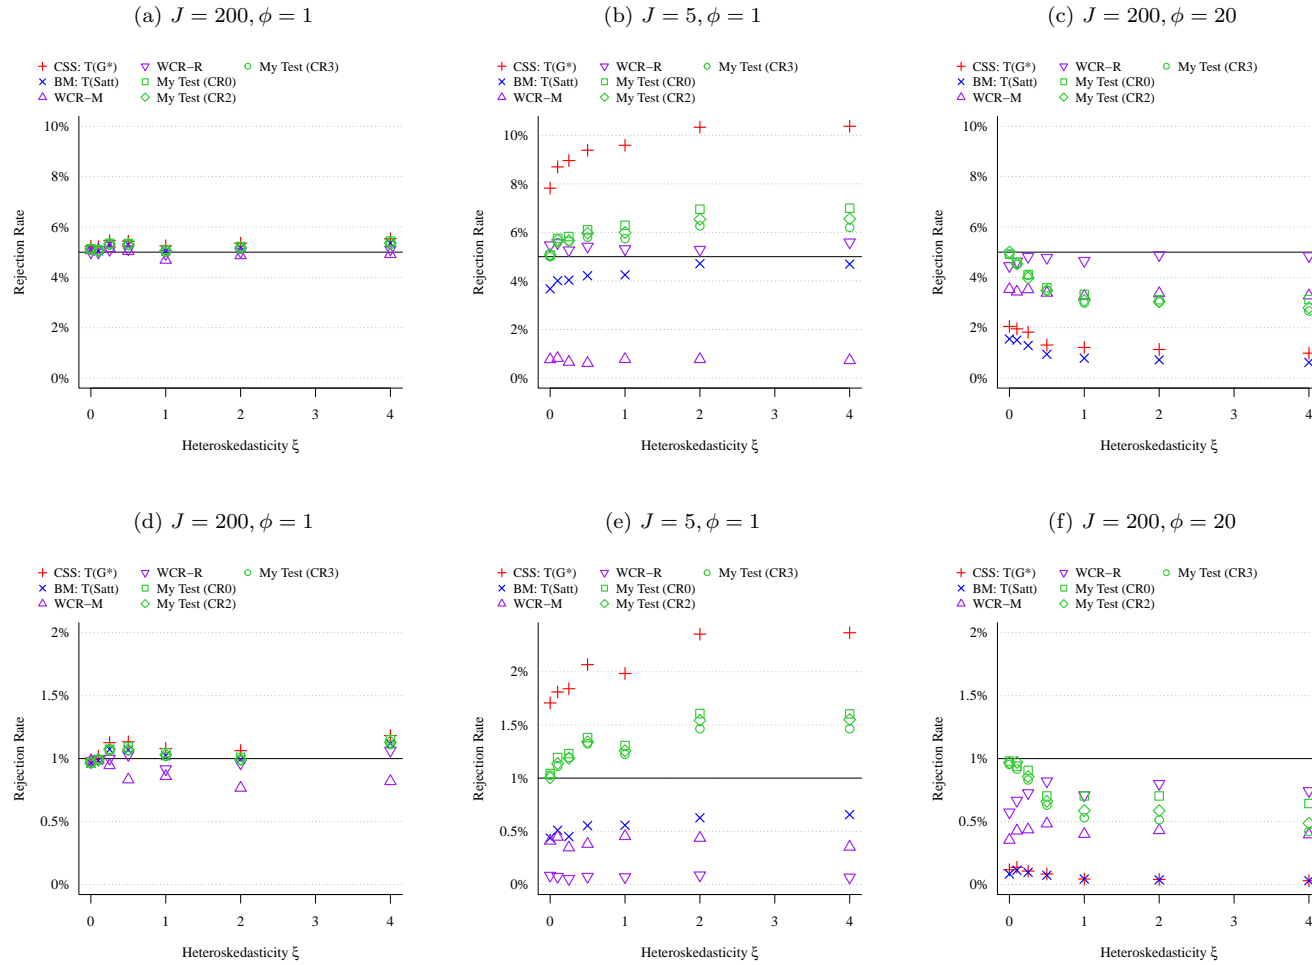 (a) J = 200, ϕ = 1
CSS: T(G*) WCR−R My Test (CR3)
BM: T(Satt) My Test (CR0)
WCR−M My Test (CR2)
10%
8%
6%
4%
2%
0%
Rejection Rate
0 1 2 3 4
Heteroskedasticity ξ
(b) J = 5, ϕ = 1
CSS: T(G*) WCR−R My Test (CR3)
BM: T(Satt) My Test (CR0)
WCR−M My Test (CR2)
10%
8%
6%
4%
2%
0%
Rejection Rate
0 1 2 3 4
Heteroskedasticity ξ
(c) J = 200, ϕ = 20
CSS: T(G*) WCR−R My Test (CR3)
BM: T(Satt) My Test (CR0)
WCR−M My Test (CR2)
10%
8%
6%
4%
2%
0%
Rejection Rate
0 1 2 3 4
Heteroskedasticity ξ
(d) J = 200, ϕ = 1
CSS: T(G*) WCR−R My Test (CR3)
BM: T(Satt) My Test (CR0)
WCR−M My Test (CR2)
2%
1.5%
1%
0.5%
0%
Rejection Rate
0 1 2 3 4
Heteroskedasticity ξ
(e) J = 5, ϕ = 1
CSS: T(G*) WCR−R My Test (CR3)
BM: T(Satt) My Test (CR0)
WCR−M My Test (CR2)
2%
1.5%
1%
0.5%
0%
Rejection Rate
0 1 2 3 4
Heteroskedasticity ξ
(f) J = 200, ϕ = 20
CSS: T(G*) WCR−R My Test (CR3)
BM: T(Satt) My Test (CR0)
WCR−M My Test (CR2)
2%
1.5%
1%
0.5%
0%
Rejection Rate
0 1 2 3 4
Heteroskedasticity ξ